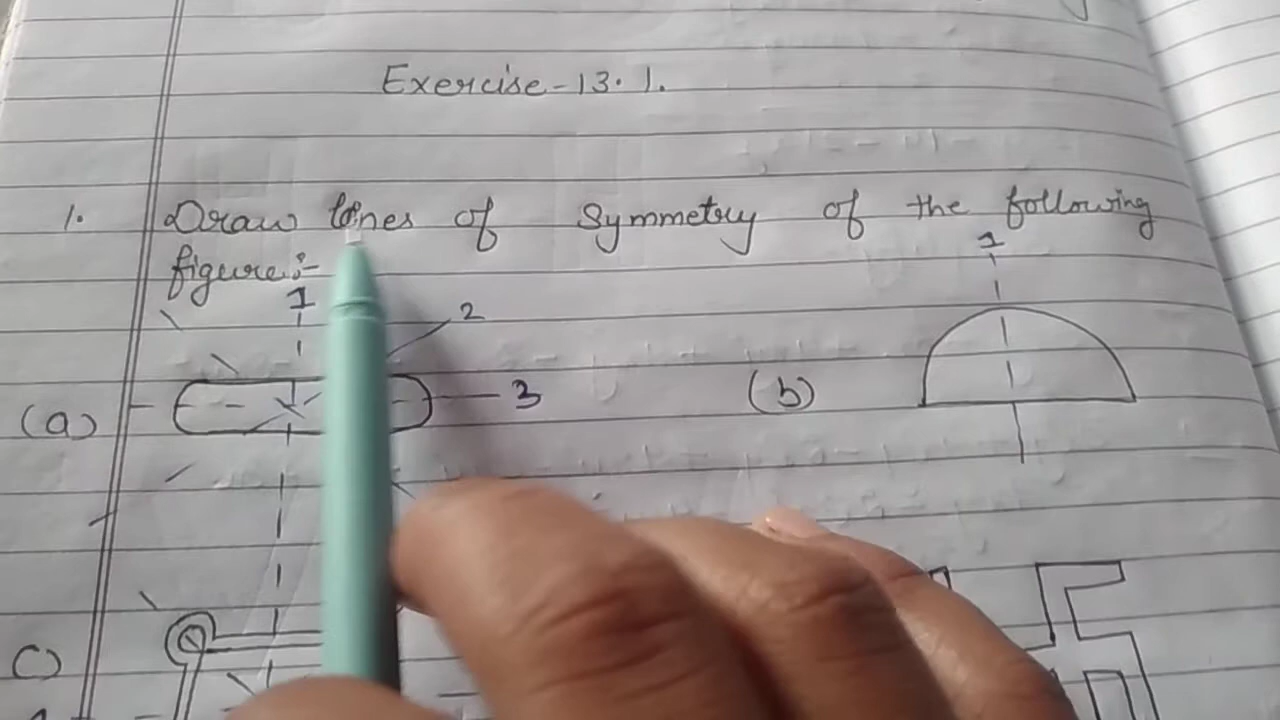 Exercise-13.1.
1. Draw lines of Symmetry of the following
figure:-
1
1 2
(a) 3 (b)
c)